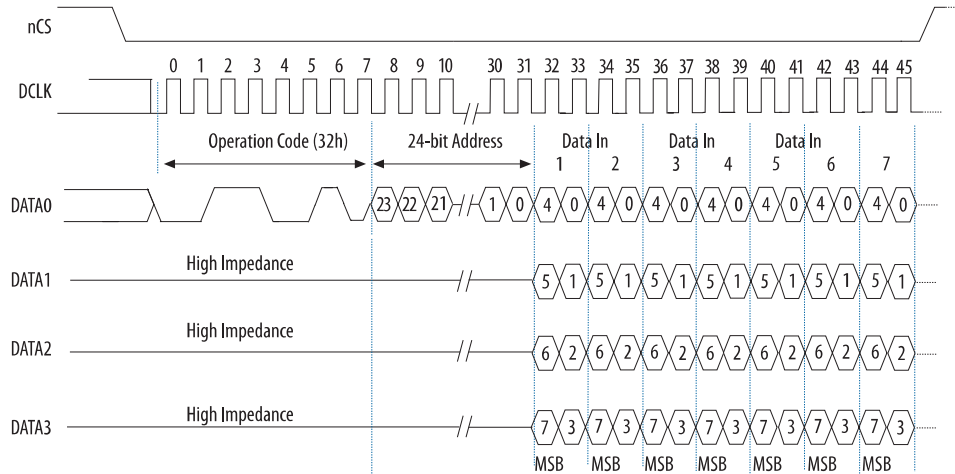 nCS
0 1 2 3 4 5 6 7 8 9 10 30 31 32 33 34 35 36 37 38 39 40 41 42 43 44 45
DCLK
Operation Code (32h) 24-bit Address Data In Data In Data In
1 2 3 4 5 6 7
DATA0 23 22 21 1 0 4 0 4 0 4 0 4 0 4 0 4 0 4 0
High Impedance
DATA1 5 1 5 1 5 1 5 1 5 1 5 1 5 1
High Impedance
DATA2 6 2 6 2 6 2 6 2 6 2 6 2 6 2
High Impedance
DATA3 7 3 7 3 7 3 7 3 7 3 7 3 7 3
MSB MSB MSB MSB MSB MSB MSB